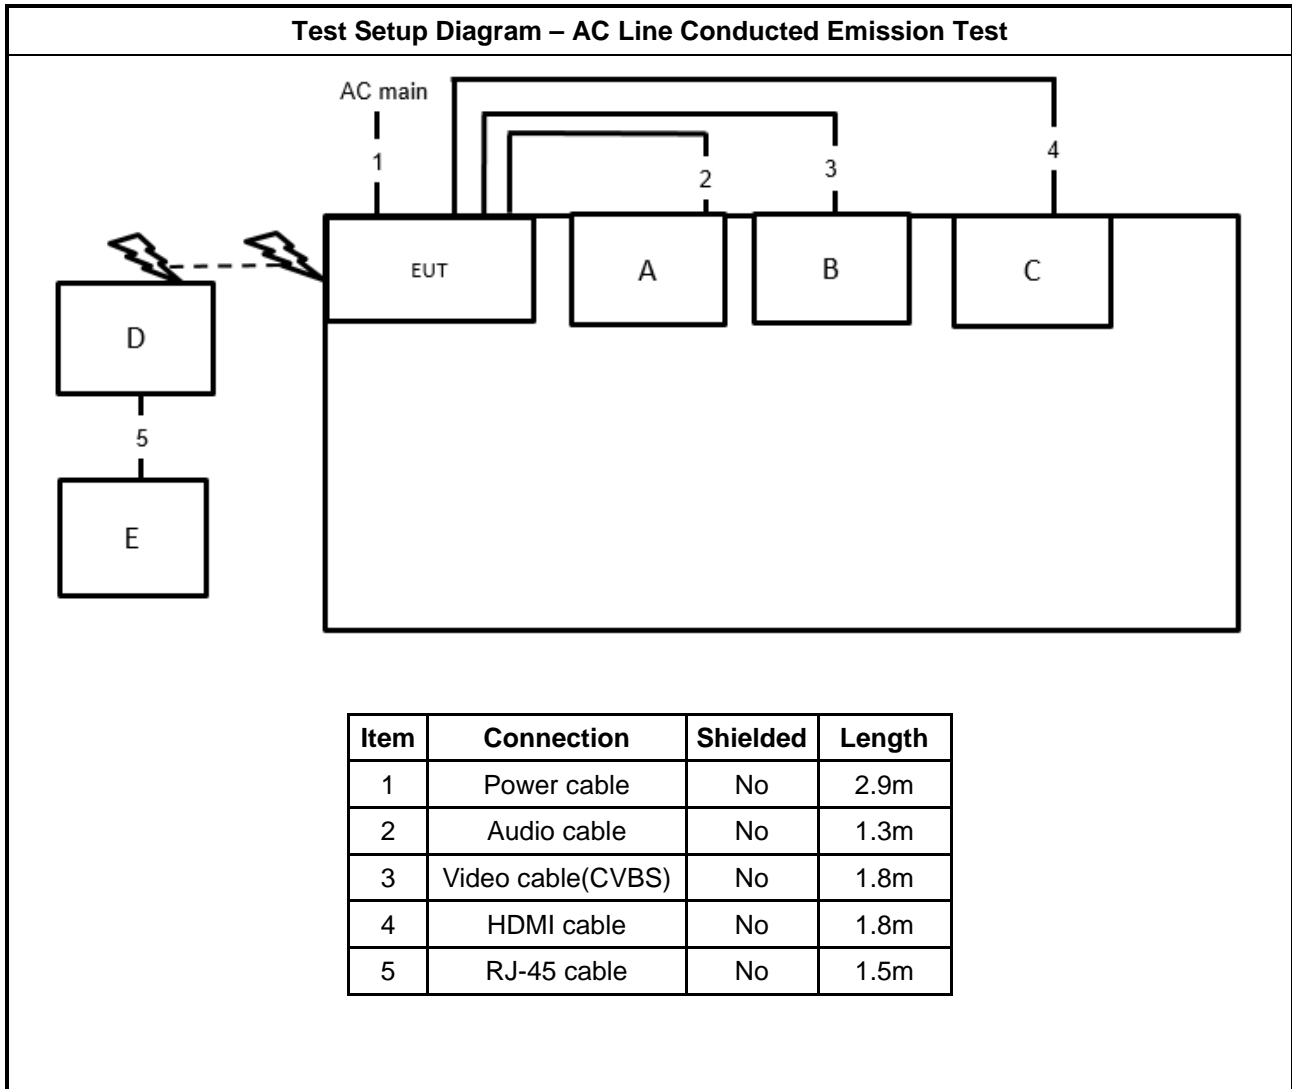 Test Setup Diagram – AC Line Conducted Emission Test
AC main
1
2
3
4
EUT
A
B
C
D
5
E
Item Connection Shielded Length
1 Power cable No 2.9m
2 Audio cable No 1.3m
3 Video cable(CVBS) No 1.8m
4 HDMI cable No 1.8m
5 RJ-45 cable No 1.5m